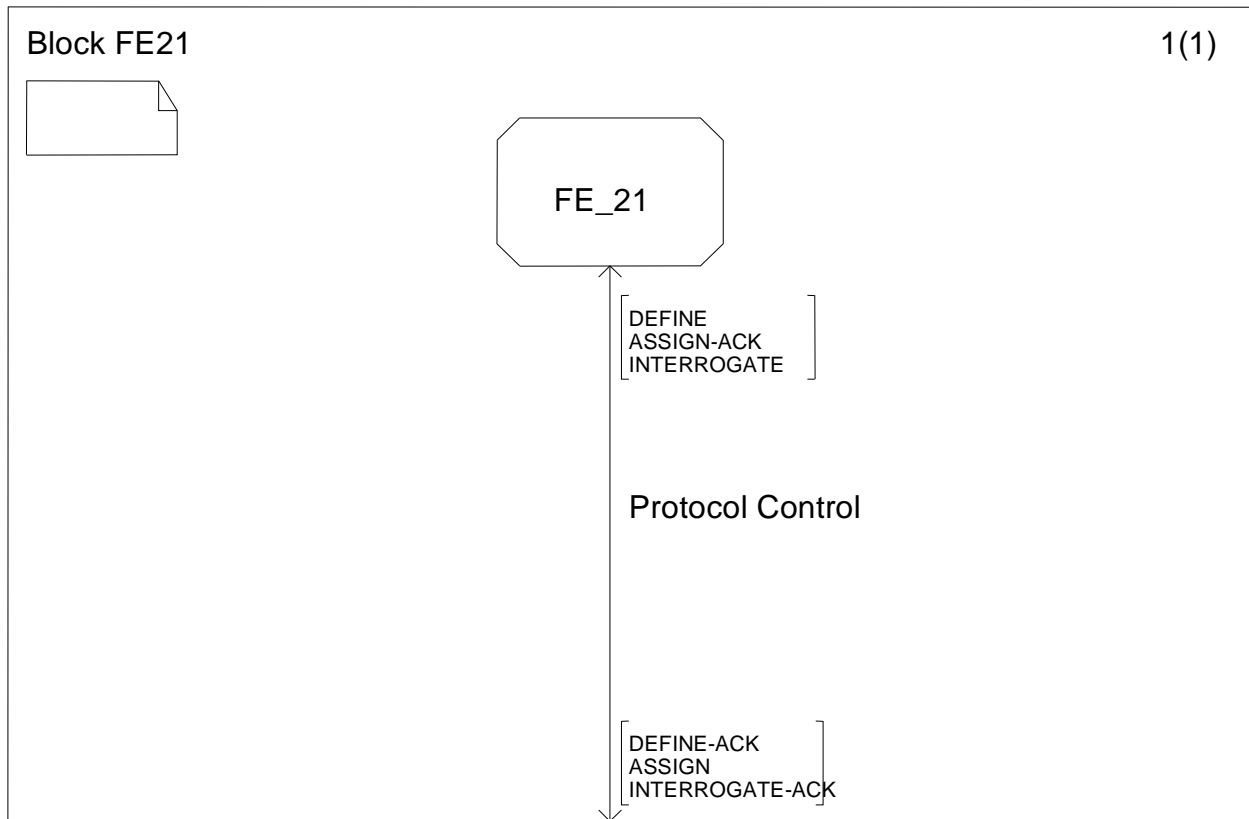 Block FE21
1(1)
FE_21
DEFINE
ASSIGN-ACK
INTERROGATE
Protocol Control
DEFINE-ACK
ASSIGN
INTERROGATE-ACK